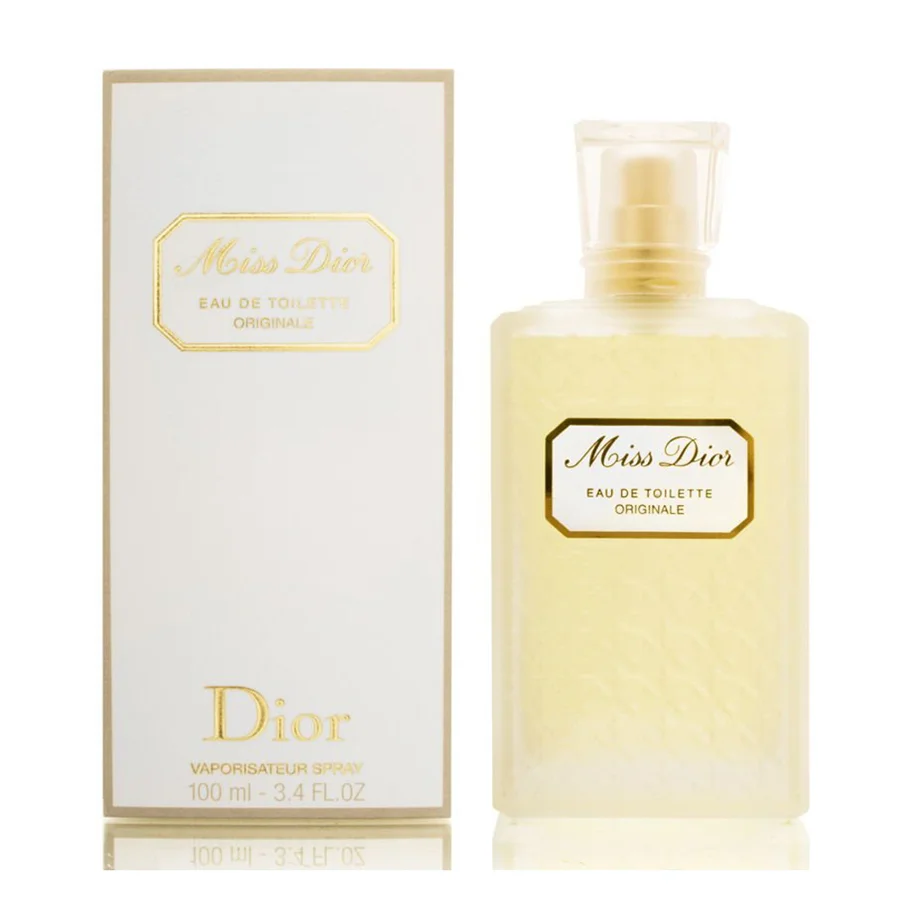 Miss Dior
EAU DE TOILETTE
ORIGINALE
Dior
VAPORISATEUR SPRAY
100 ml - 3.4 FL.OZ
Miss Dior
EAU DE TOILETTE
ORIGINALE